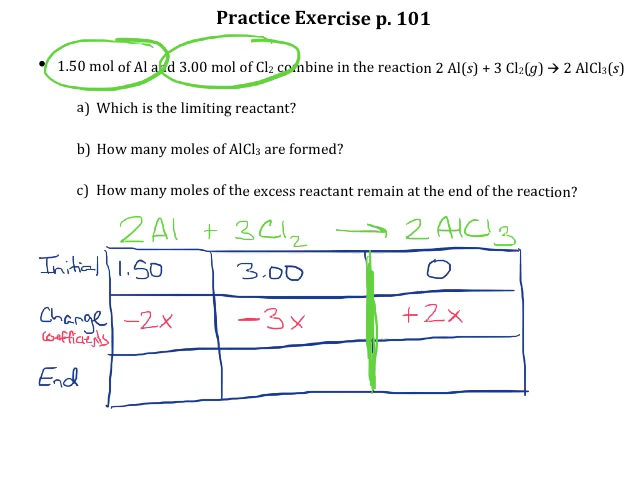 Practice Exercise p. 101
• 1.50 mol of Al and 3.00 mol of Cl₂ combine in the reaction 2 Al(s) + 3 Cl₂(g) → 2 AlCl₃(s)
a) Which is the limiting reactant?
b) How many moles of AlCl₃ are formed?
c) How many moles of the excess reactant remain at the end of the reaction?
2Al + 3Cl₂ → 2AlCl₃
Initial 1.50 3.00 0
Change -2x -3x +2x
coefficients
End